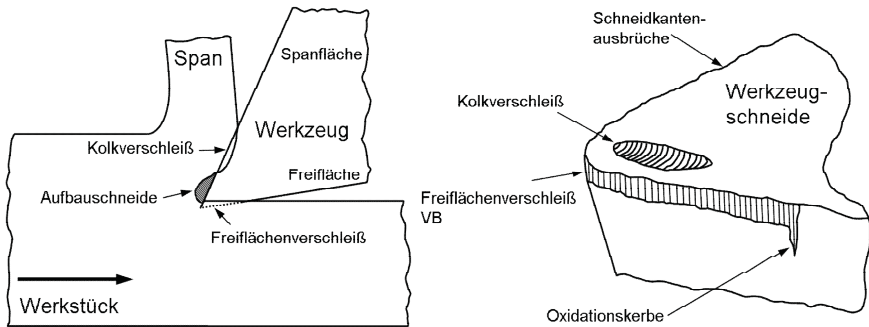 Span
Spanfläche
Werkzeug
Kolkverschleiß
Freifläche
Aufbauschneide
Freiflächenverschleiß
Werkstück
Schneidkanten-
ausbrüche
Werkzeug-
schneide
Kolkverschleiß
Freiflächenverschleiß
VB
Oxidationskerbe